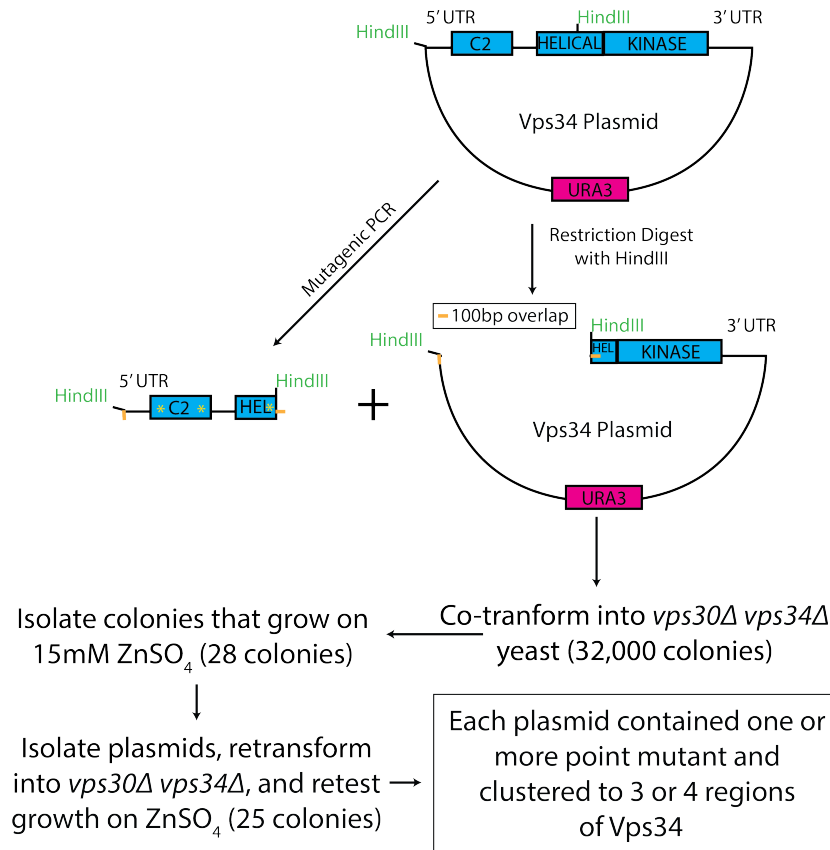 5' UTR
HindIII
3' UTR
HindIII
C2
HELICAL
KINASE
Vps34 Plasmid
URA3
Mutagenic PCR
Restriction Digest
with HindIII
100bp overlap
HindIII
3' UTR
HindIII
HEL
KINASE
5' UTR
HindIII
HindIII
* C2 *
HEL*
+
Vps34 Plasmid
URA3
Co-tranform into vps30Δ vps34Δ
yeast (32,000 colonies)
Isolate colonies that grow on
15mM ZnSO4 (28 colonies)
Isolate plasmids, retransform
into vps30Δ vps34Δ, and retest
growth on ZnSO4 (25 colonies)
Each plasmid contained one or
more point mutant and
clustered to 3 or 4 regions
of Vps34